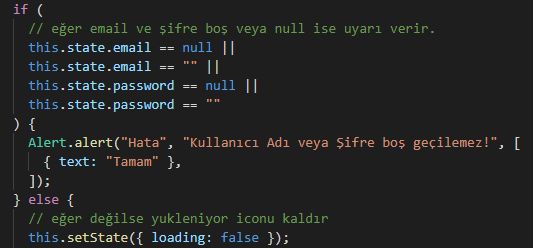 if (
// eğer email ve şifre boş veya null ise uyarı verir.
this.state.email == null ||
this.state.email == "" ||
this.state.password == null ||
this.state.password == ""
) {
Alert.alert("Hata", "Kullanıcı Adı veya Şifre boş geçilemez!", [
{ text: "Tamam" },
]);
} else {
// eğer değilse yukleniyor iconu kaldır
this.setState({ loading: false });